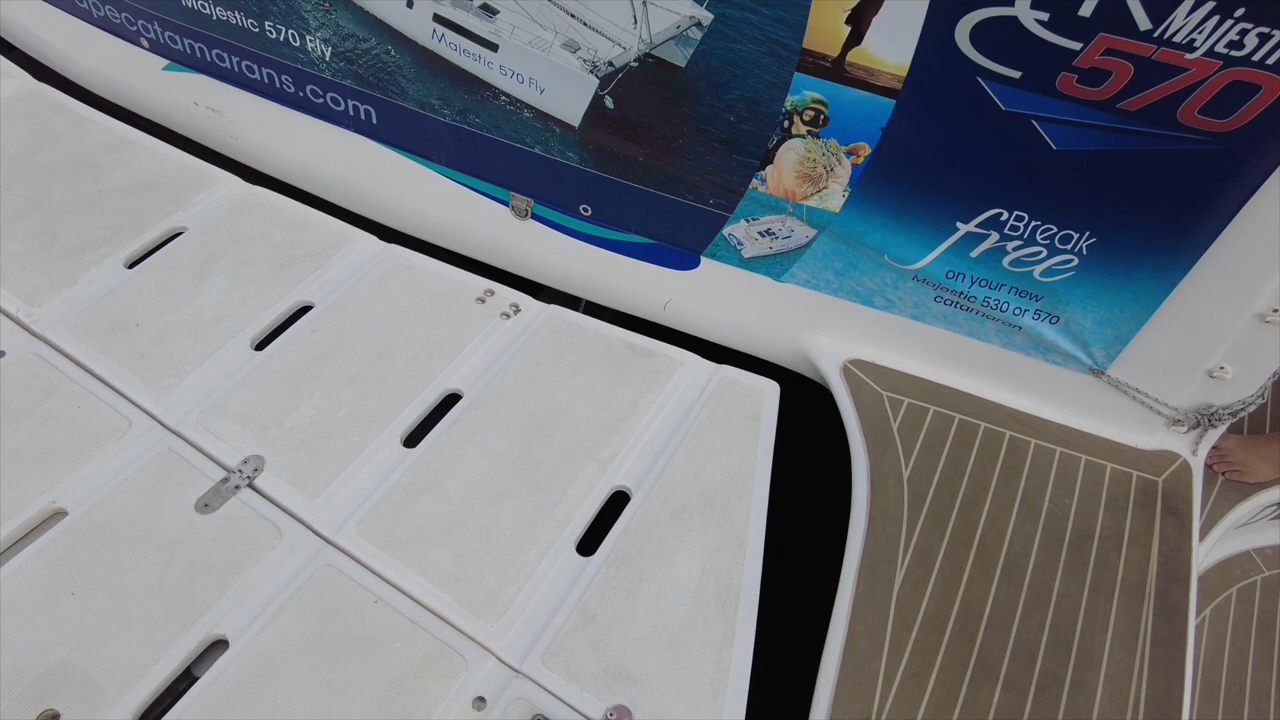 Majestic 570 Fly
apecatamarans.com
Majestic 570 Fly
570
Break
free
on your new
Majestic 530 or 570
catamaran